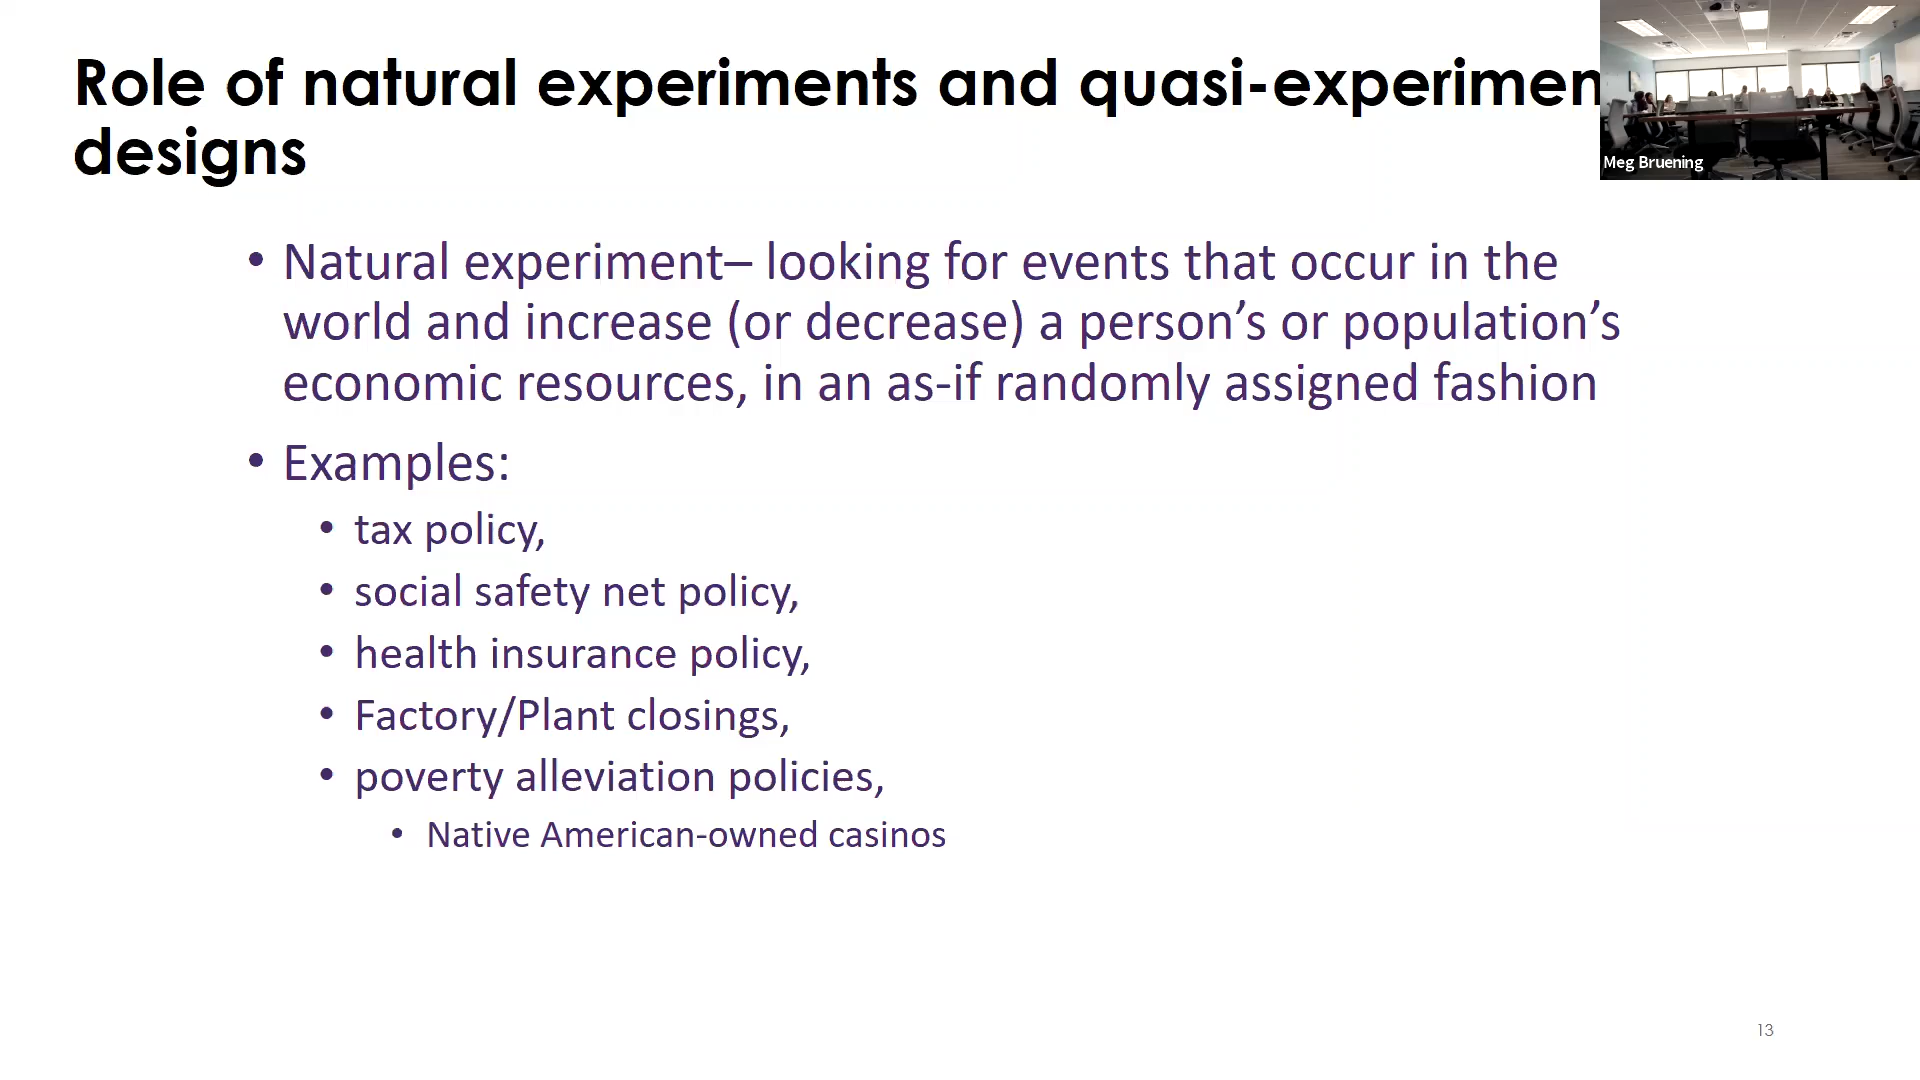 Role of natural experiments and quasi-experimen
designs
Meg Bruening
• Natural experiment– looking for events that occur in the
world and increase (or decrease) a person’s or population’s
economic resources, in an as-if randomly assigned fashion
• Examples:
• tax policy,
• social safety net policy,
• health insurance policy,
• Factory/Plant closings,
• poverty alleviation policies,
• Native American-owned casinos
13